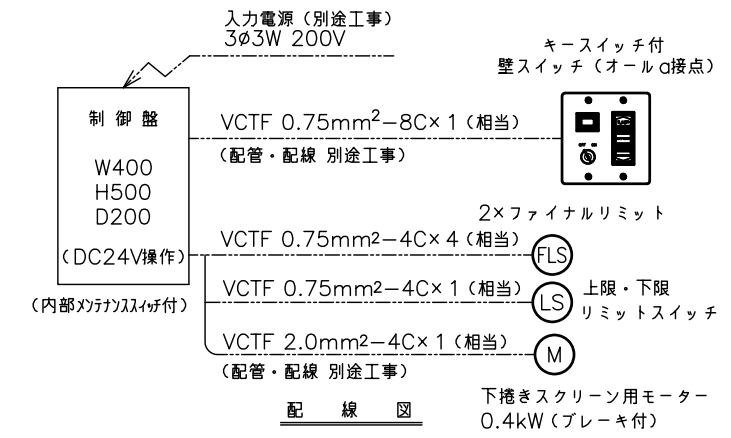 入力電源（別途工事）
3φ3W 200V
キースイッチ付
壁スイッチ（オールa接点）
制御盤
W400
H500
D200
（DC24V操作）
（内部ﾒﾝﾃﾅﾝｽｽｲｯﾁ付）
VCTF 0.75mm²−8C×1（相当）
（配管・配線 別途工事）
OFF ON
2×ファイナルリミット
VCTF 0.75mm2−4C×4（相当）
FLS
VCTF 0.75mm2−4C×1（相当）
LS
上限・下限
リミットスイッチ
VCTF 2.0mm2−4C×1（相当）
M
（配管・配線 別途工事）
下捲きスクリーン用モーター
0.4kW（ブレーキ付）
配線図